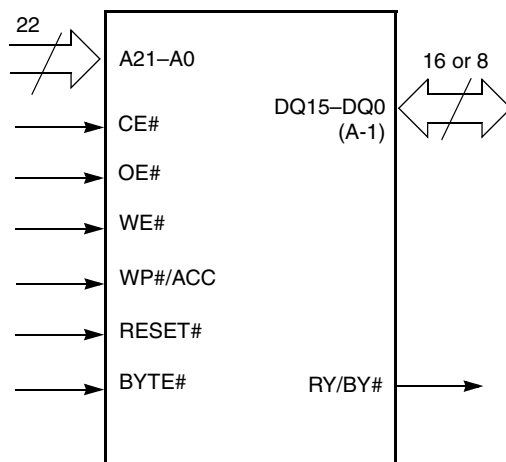 22
A21–A0
16 or 8
DQ15–DQ0
(A-1)
CE#
OE#
WE#
WP#/ACC
RESET#
BYTE#
RY/BY#